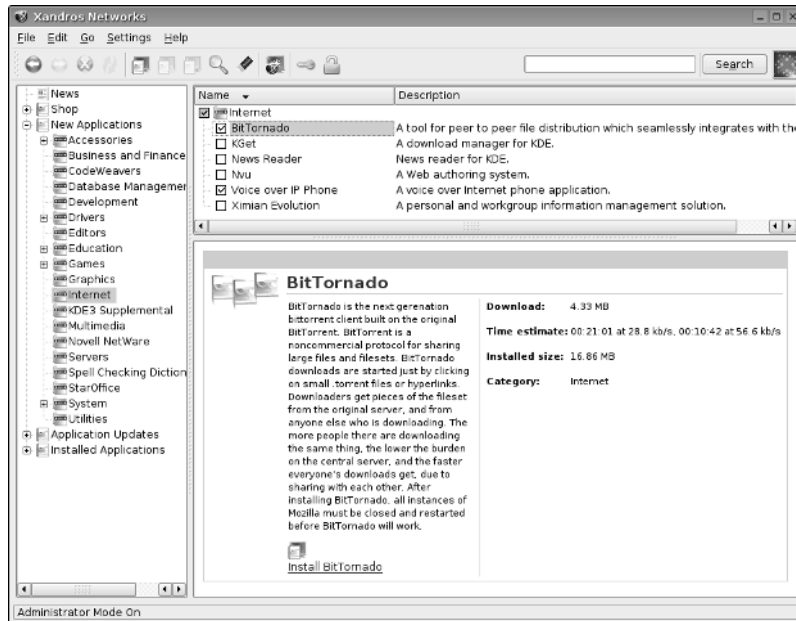 Xandros Networks
File Edit Go Settings Help
Search
News
Shop
New Applications
Accessories
Business and Finance
CodeWeavers
Database Managemer
Development
Drivers
Editors
Education
Games
Graphics
Internet
KDE3 Supplemental
Multimedia
Novell NetWare
Servers
Spell Checking Diction
StarOffice
System
Utilities
Application Updates
Installed Applications
Name Description
Internet
BitTornado A tool for peer to peer file distribution which seamlessly integrates with the
KGet A download manager for KDE.
News Reader News reader for KDE.
Nvu A Web authoring system.
Voice over IP Phone A voice over Internet phone application.
Ximian Evolution A personal and workgroup information management solution.
BitTornado
BitTornado is the next gerenation
bittorrent client built on the original
BitTorrent. BitTorrent is a
noncommercial protocol for sharing
large files and filesets. BitTornado
downloads are started just by clicking
on small .torrent files or hyperlinks.
Downloaders get pieces of the fileset
from the original server, and from
anyone else who is downloading. The
more people there are downloading
the same thing, the lower the burden
on the central server, and the faster
everyone's downloads get, due to
sharing with each other. After
installing BitTornado, all instances of
Mozilla must be closed and restarted
before BitTornado will work.
Install BitTornado
Download: 4.33 MB
Time estimate: 00:21:01 at 28.8 kb/s, 00:10:42 at 56.6 kb/s
Installed size: 16.86 MB
Category: Internet
Administrator Mode On